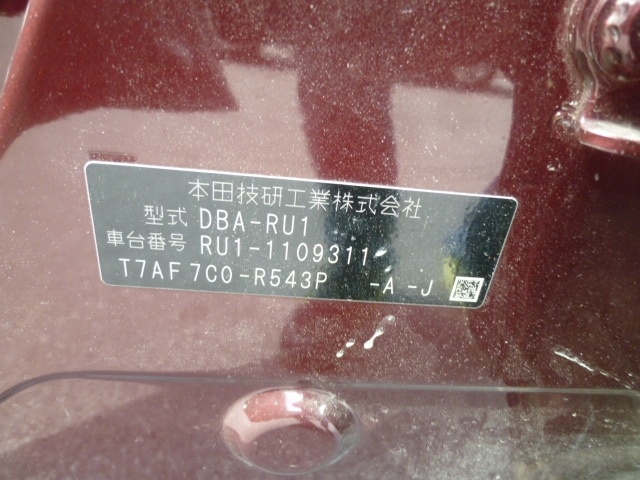 本田技研工業株式会社
型式 DBA-RU1
車台番号 RU1-1109311
T7AF7C0-R543P -A-J